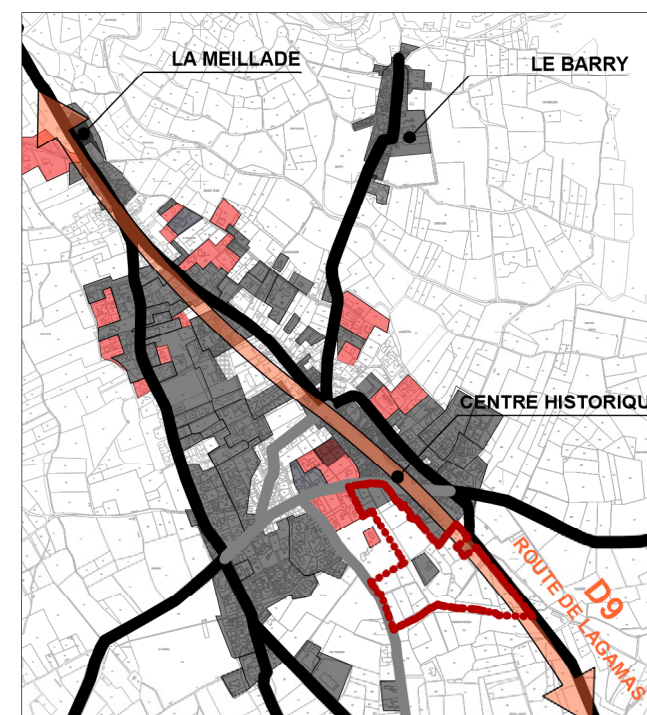 LA MEILLADE
LE BARRY
CENTRE HISTORIQU
D9
ROUTE DE LAGAMAS